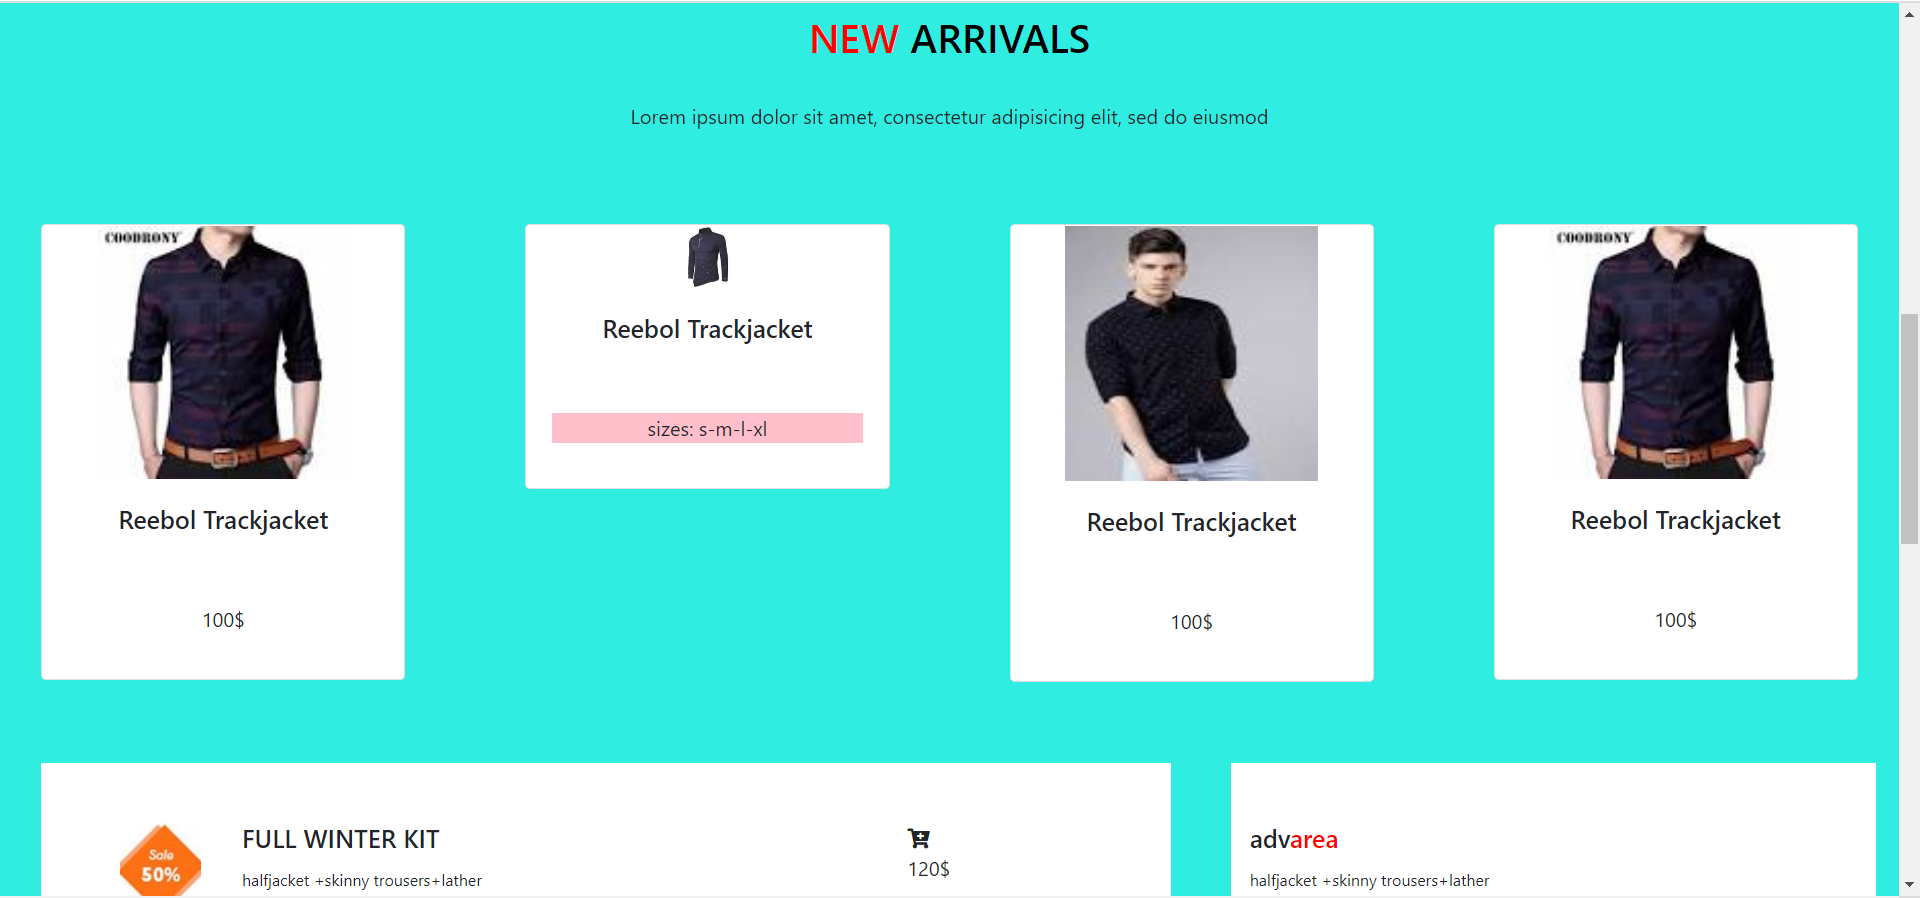 NEW ARRIVALS
Lorem ipsum dolor sit amet, consectetur adipisicing elit, sed do eiusmod
COODRONY
Reebol Trackjacket
100$
Reebol Trackjacket
sizes: s-m-l-xl
Reebol Trackjacket
100$
COODRONY
Reebol Trackjacket
100$
Sale
50%
FULL WINTER KIT
halfjacket +skinny trousers+lather
120$
advarea
halfjacket +skinny trousers+lather